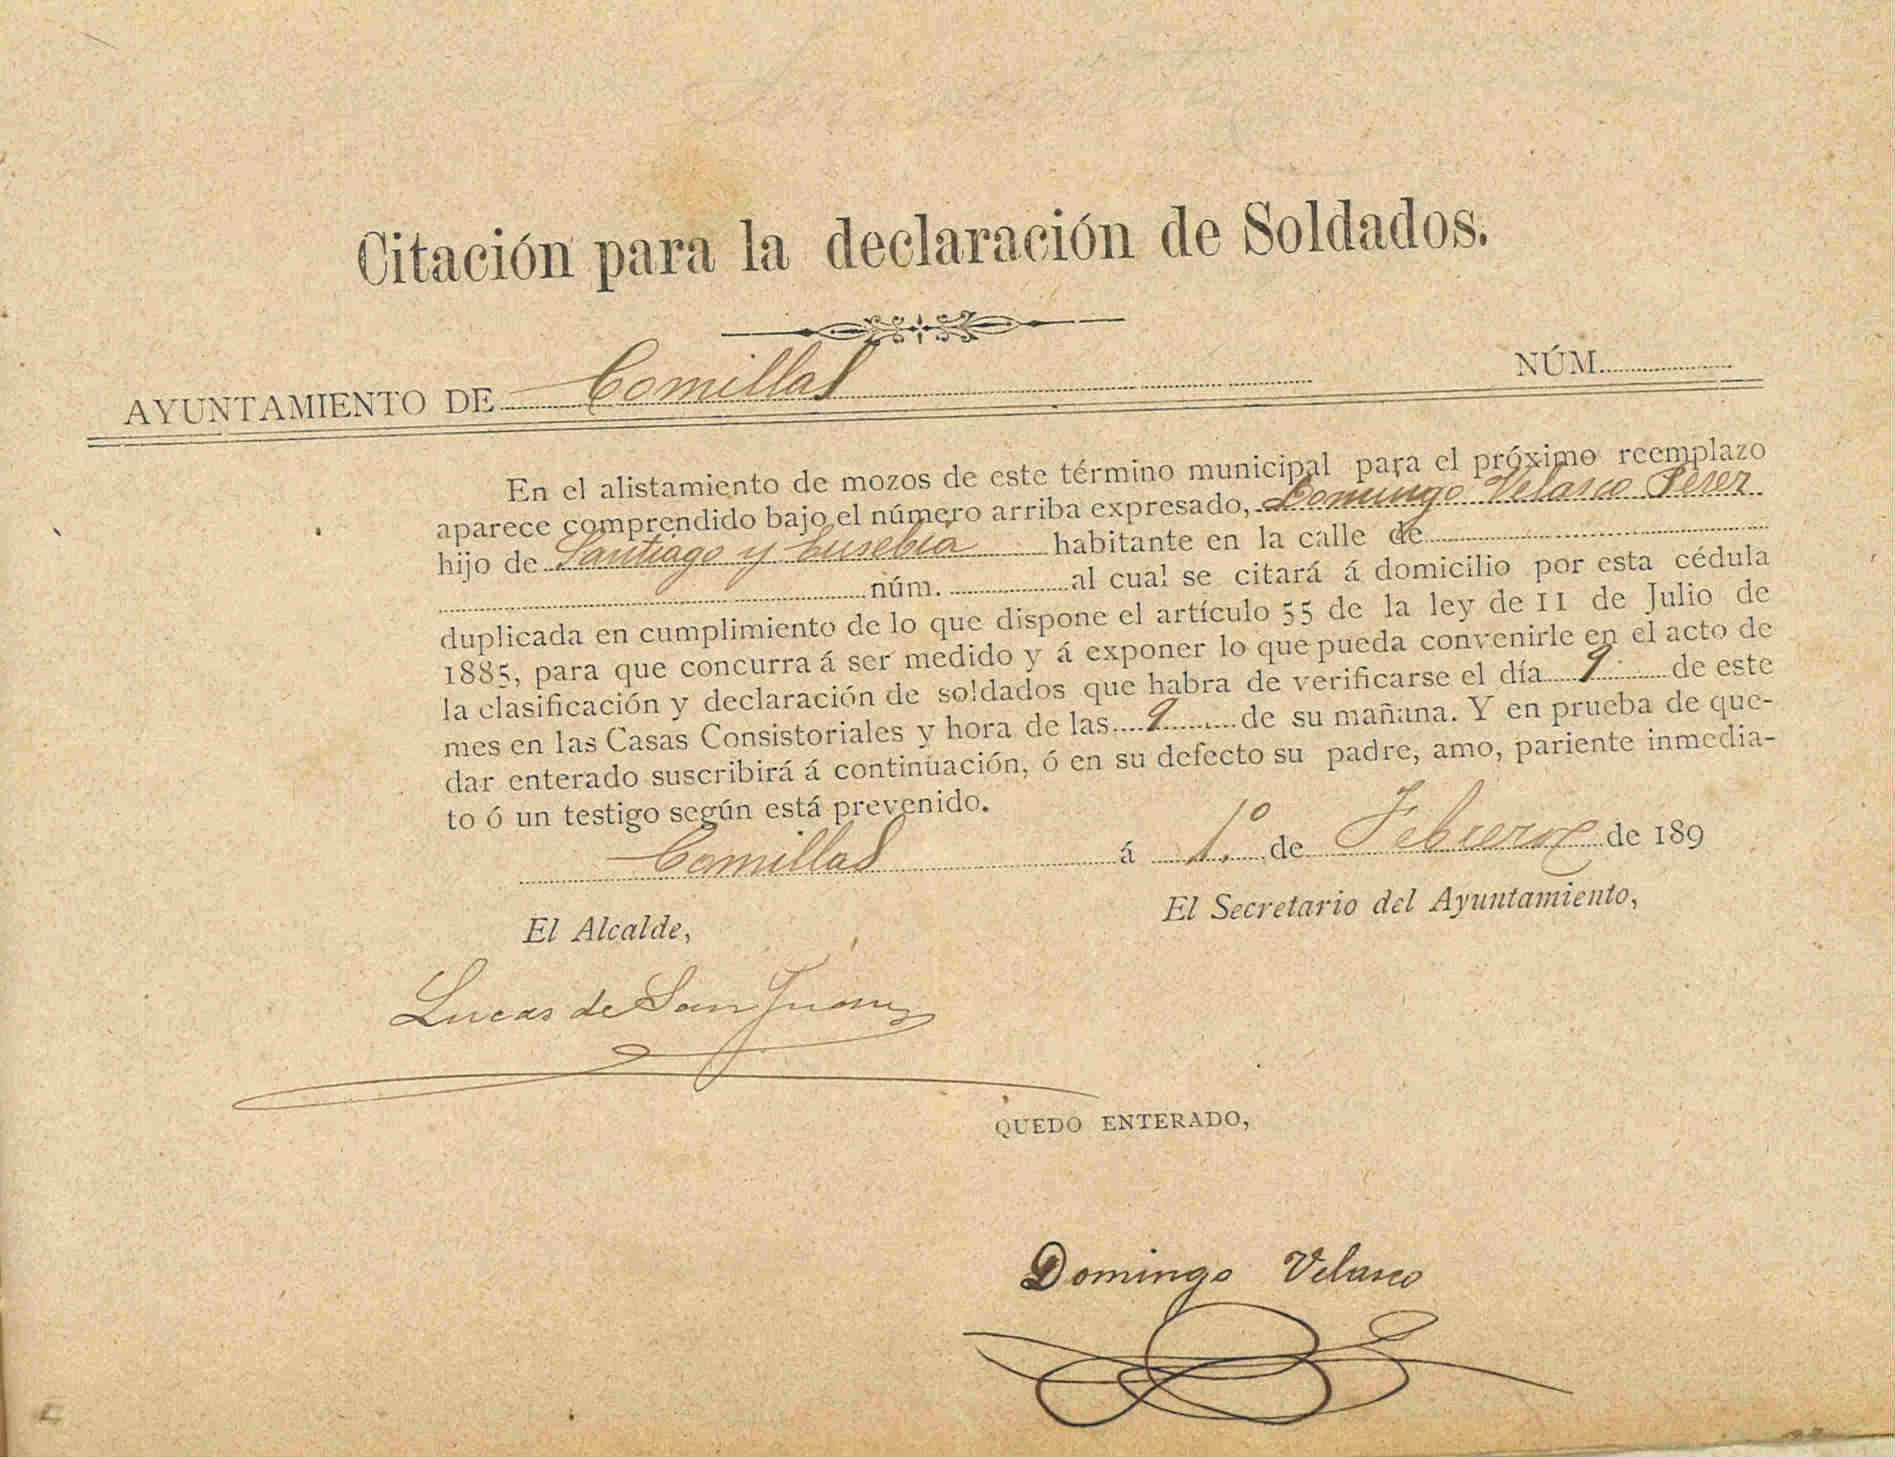 Citación para la declaración de Soldados.
AYUNTAMIENTO DE Comillas NÚM.
En el alistamiento de mozos de este término municipal para el próximo reemplazo
aparece comprendido bajo el número arriba expresado, Domingo Velasco Perez
hijo de Santiago y Eusebia habitante en la calle de
núm. al cual se citará á domicilio por esta cédula
duplicada en cumplimiento de lo que dispone el artículo 55 de la ley de 11 de Julio de
1885, para que concurra á ser medido y á exponer lo que pueda convenirle en el acto de
la clasificación y declaración de soldados que habra de verificarse el día 9 de este
mes en las Casas Consistoriales y hora de las 9 de su mañana. Y en prueba de que-
dar enterado suscribirá á continuación, ó en su defecto su padre, amo, pariente inmedia-
to ó un testigo según está prevenido.
Comillas á 1.º de Febrero de 189
El Alcalde, El Secretario del Ayuntamiento,
Lucas de San Juan
QUEDO ENTERADO,
Domingo Velasco